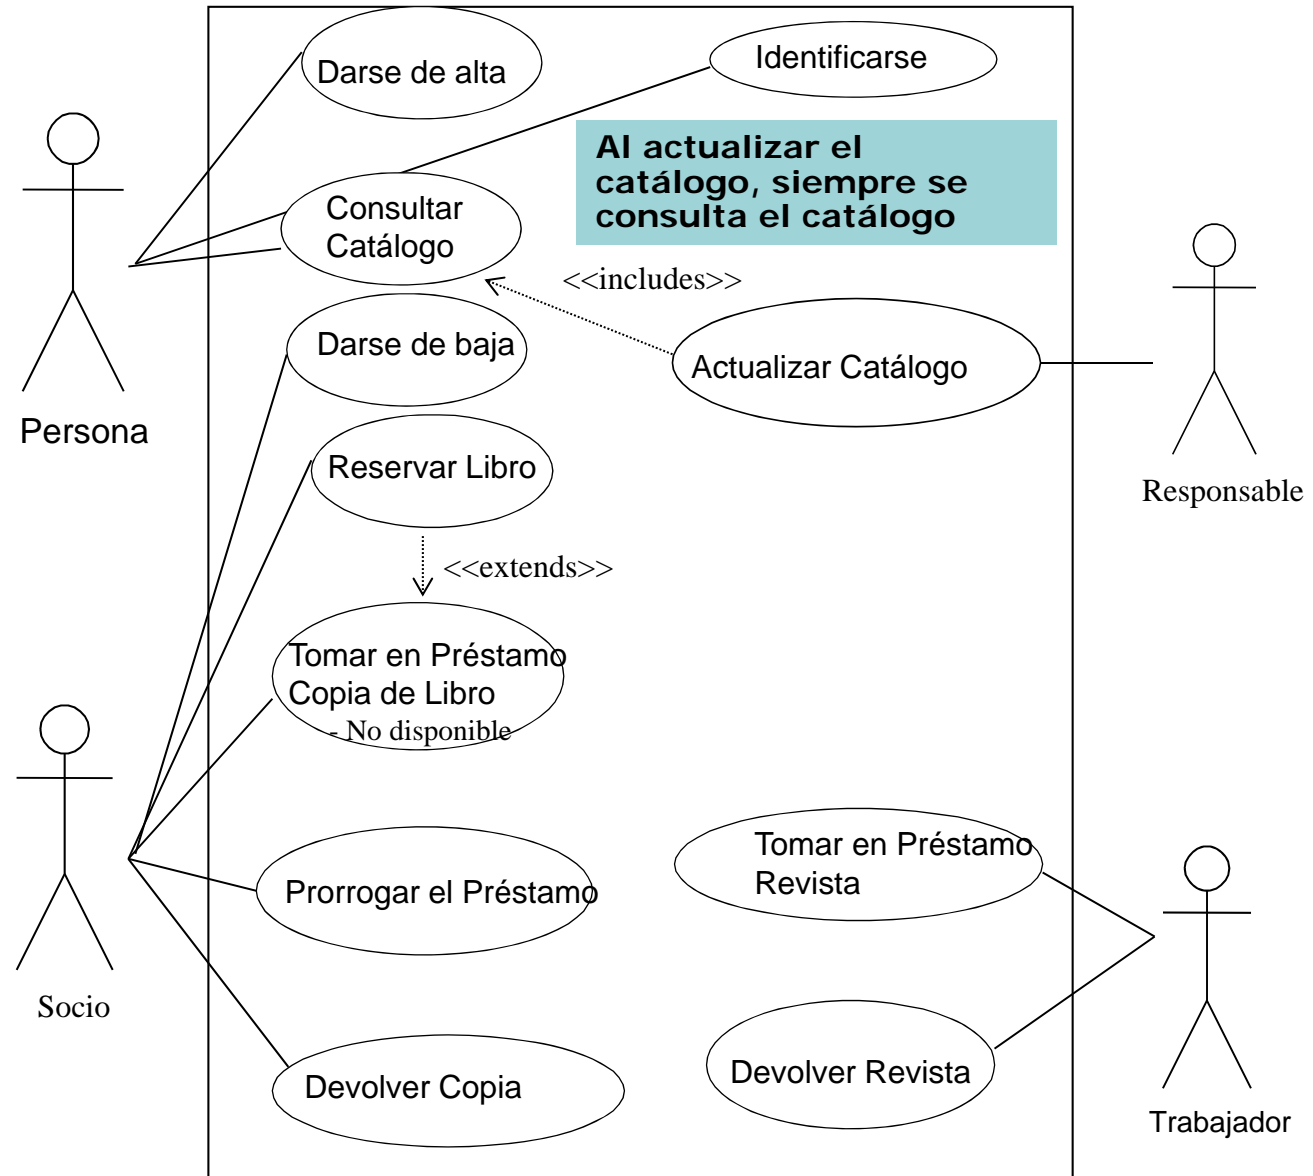 Darse de alta
Identificarse
Al actualizar el
catálogo, siempre se
consulta el catálogo
Consultar
Catálogo
<<includes>>
Darse de baja
Actualizar Catálogo
Persona
Reservar Libro
Responsable
<<extends>>
Tomar en Préstamo
Copia de Libro
- No disponible
Tomar en Préstamo
Revista
Prorrogar el Préstamo
Socio
Devolver Revista
Devolver Copia
Trabajador